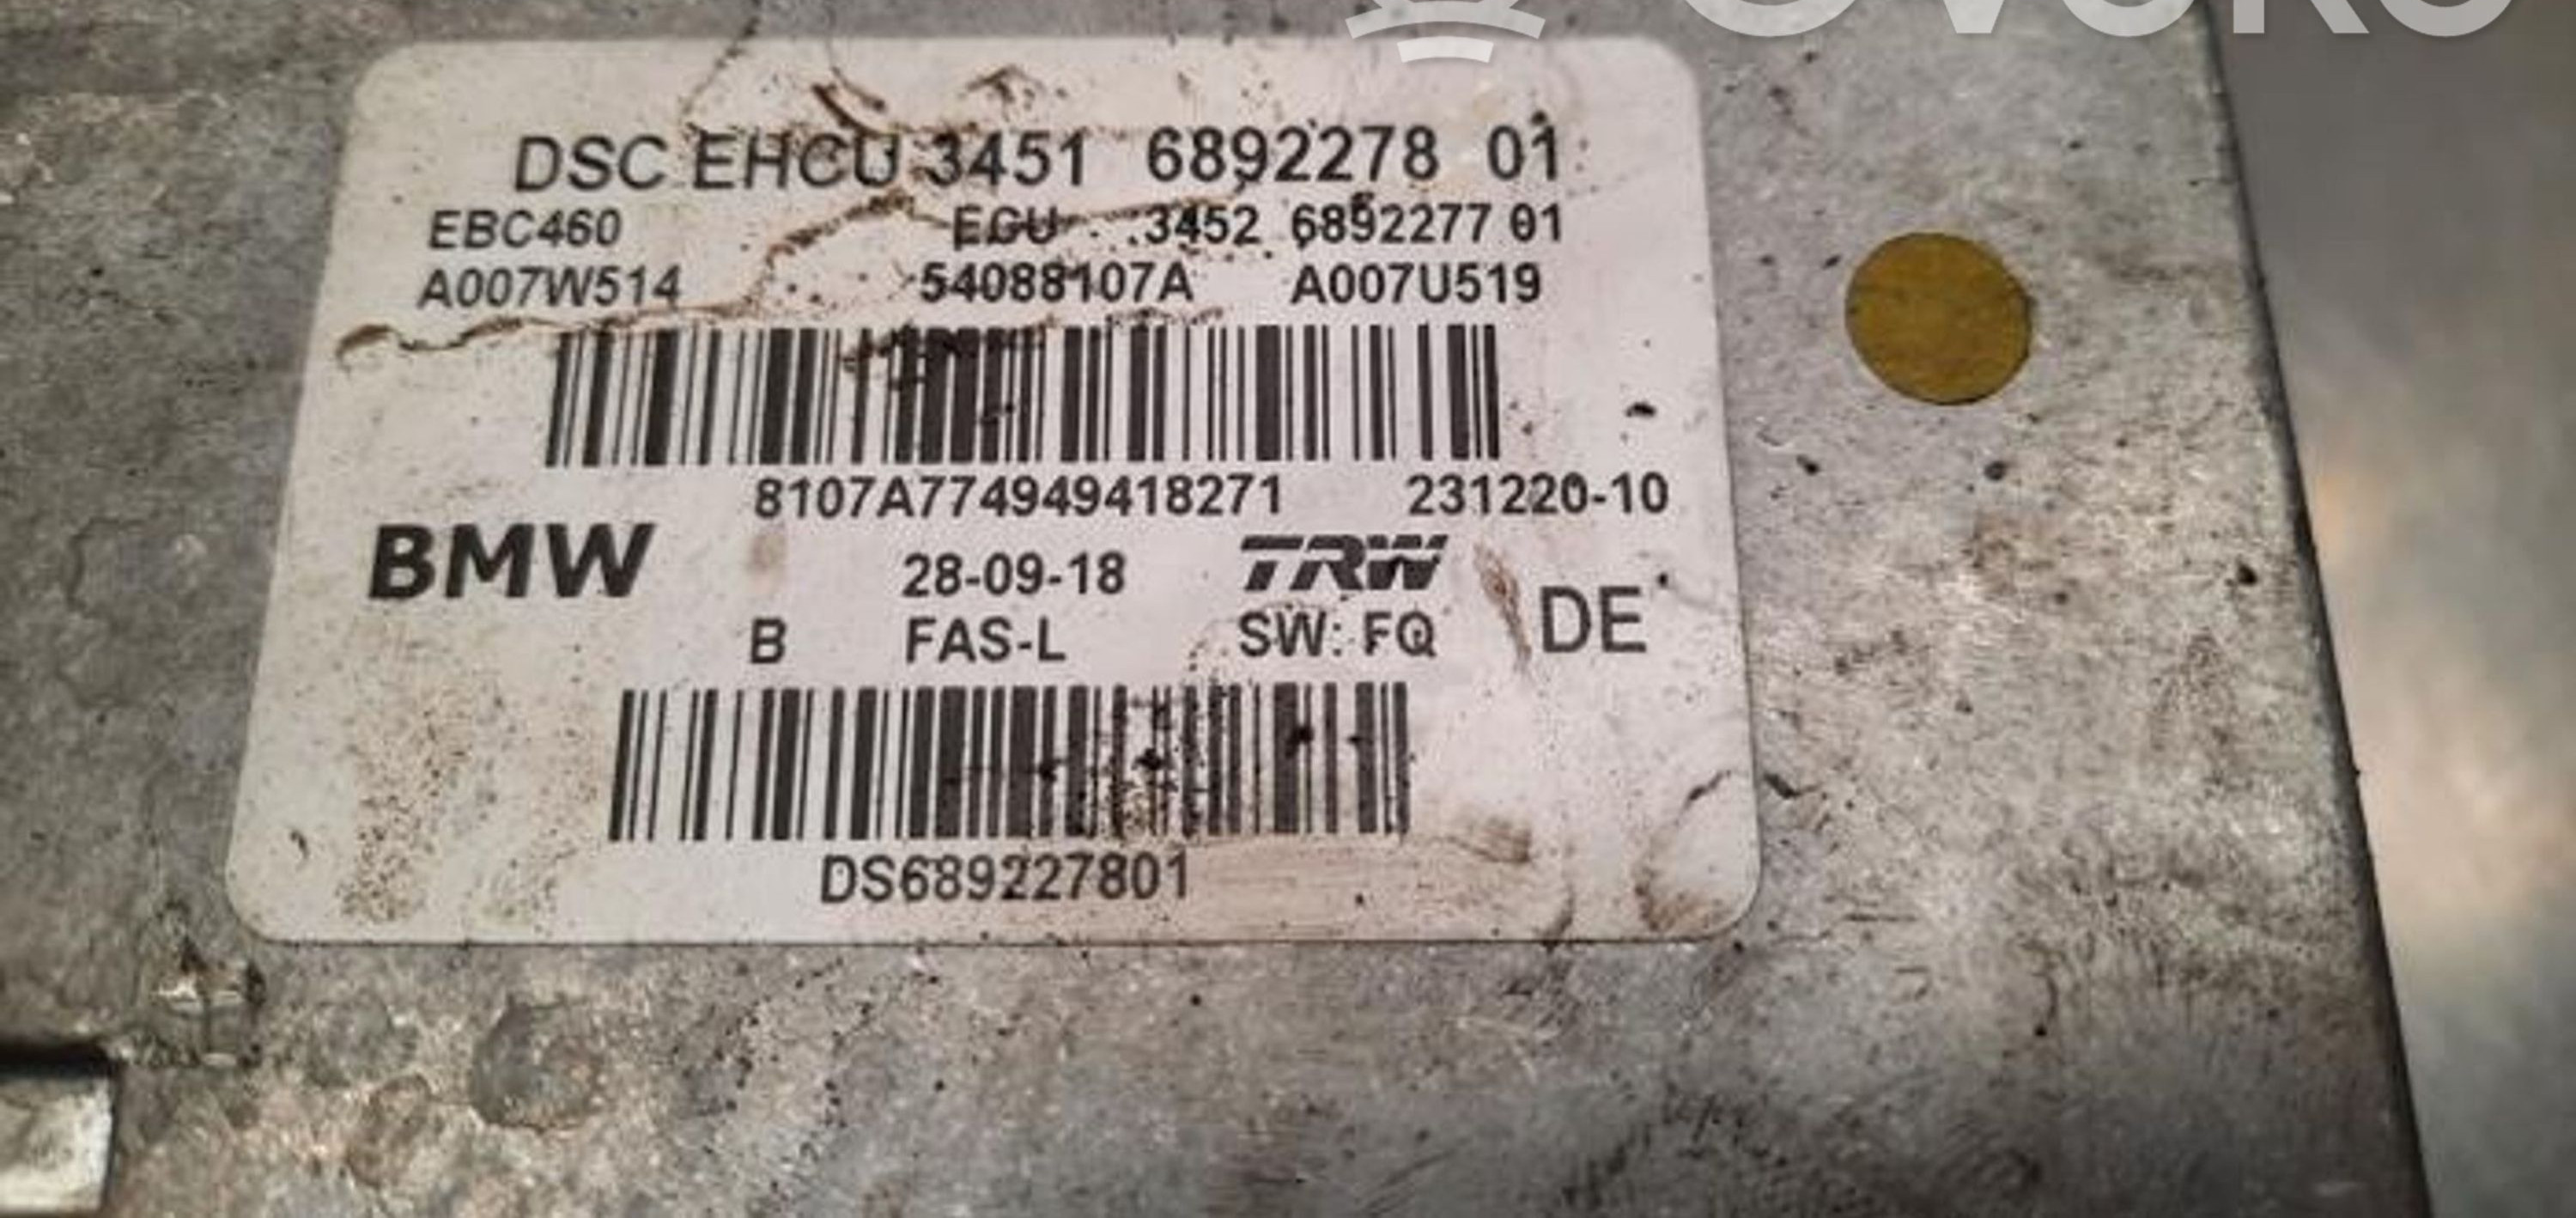 DSC EHCU 3451 6892278 01
EBC460 ECU 3452 6892277 01
A007W514 54088107A A007U519
8107A774949418271 231220-10
BMW 28-09-18 TRW
B FAS-L SW: FQ DE
DS689227801